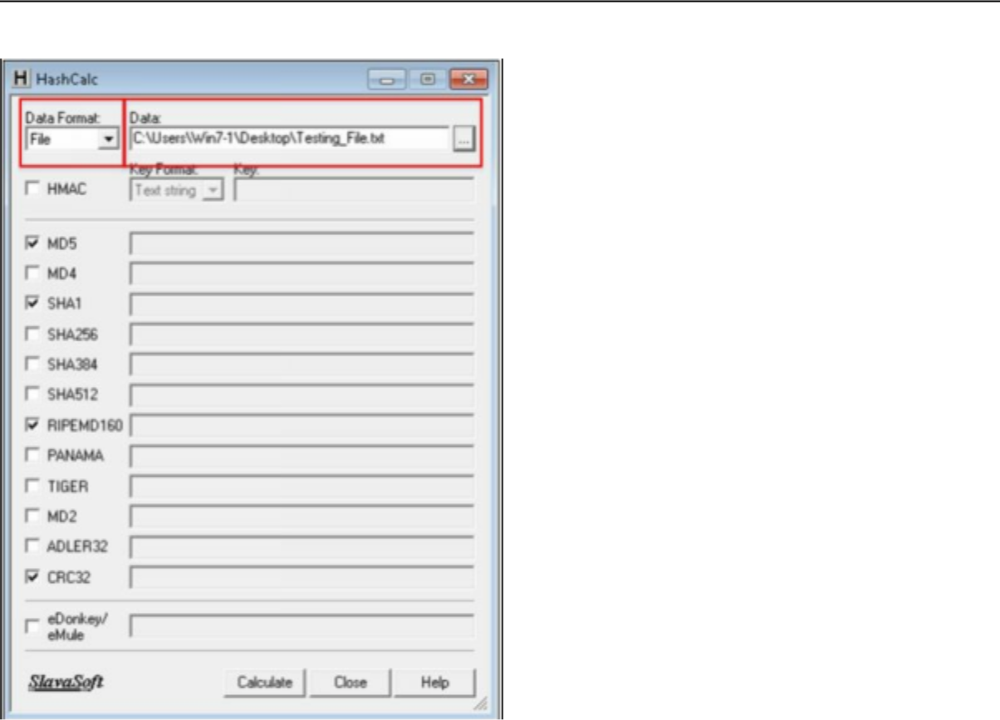 HashCalc
Data Format: Data:
File C:\Users\Win7-1\Desktop\Testing_File.txt ...
Key Format: Key:
HMAC Text string
MD5
MD4
SHA1
SHA256
SHA384
SHA512
RIPEMD160
PANAMA
TIGER
MD2
ADLER32
CRC32
eDonkey/
eMule
SlavaSoft Calculate Close Help